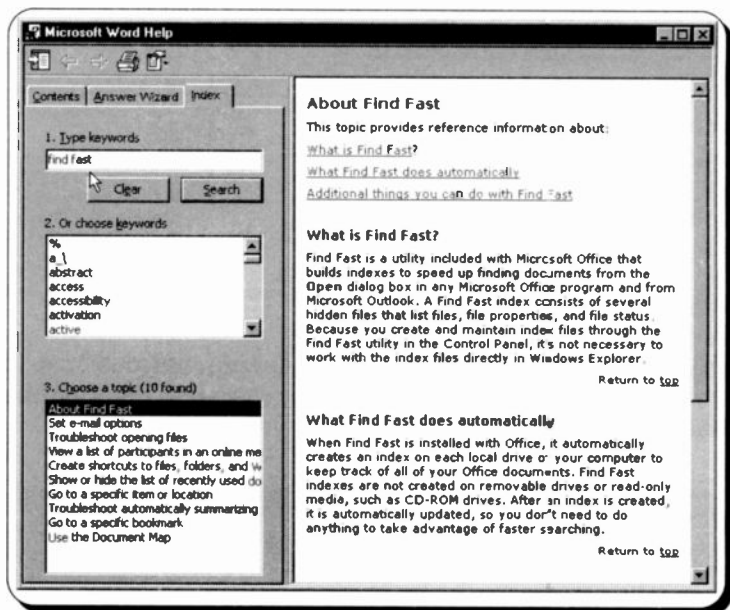 Microsoft Word Help
Contents
Answer Wizard
Index
1. Type keywords
find fast
Clear
Search
2. Or choose keywords
%
a_\
abstract
access
accessibility
activation
active
3. Choose a topic (10 found)
About Find Fast
Set e-mail options
Troubleshoot opening files
View a list of participants in an online me
Create shortcuts to files, folders, and w
Show or hide the list of recently used do
Go to a specific item or location
Troubleshoot automatically summarizing
Go to a specific bookmark
Use the Document Map
About Find Fast
This topic provides reference information about:
What is Find Fast?
What Find Fast does automatically
Additional things you can do with Find Fast
What is Find Fast?
Find Fast is a utility included with Microsoft Office that
builds indexes to speed up finding documents from the
Open dialog box in any Microsoft Office program and from
Microsoft Outlook. A Find Fast index consists of several
hidden files that list files, file properties, and file status.
Because you create and maintain index files through the
Find Fast utility in the Control Panel, it's not necessary to
work with the index files directly in Windows Explorer.
Return to top
What Find Fast does automatically
When Find Fast is installed with Office, it automatically
creates an index on each local drive or your computer to
keep track of all of your Office documents. Find Fast
indexes are not created on removable drives or read-only
media, such as CD-ROM drives. After an index is created,
it is automatically updated, so you don't need to do
anything to take advantage of faster searching.
Return to top